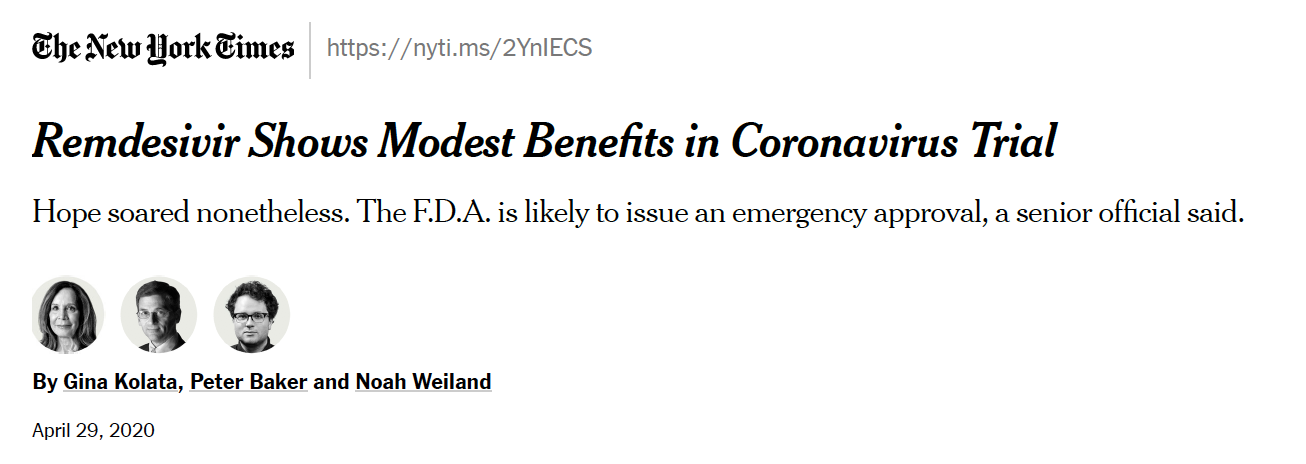 The New York Times
https://nyti.ms/2YnIECS
Remdesivir Shows Modest Benefits in Coronavirus Trial
Hope soared nonetheless. The F.D.A. is likely to issue an emergency approval, a senior official said.
By Gina Kolata, Peter Baker and Noah Weiland
April 29, 2020